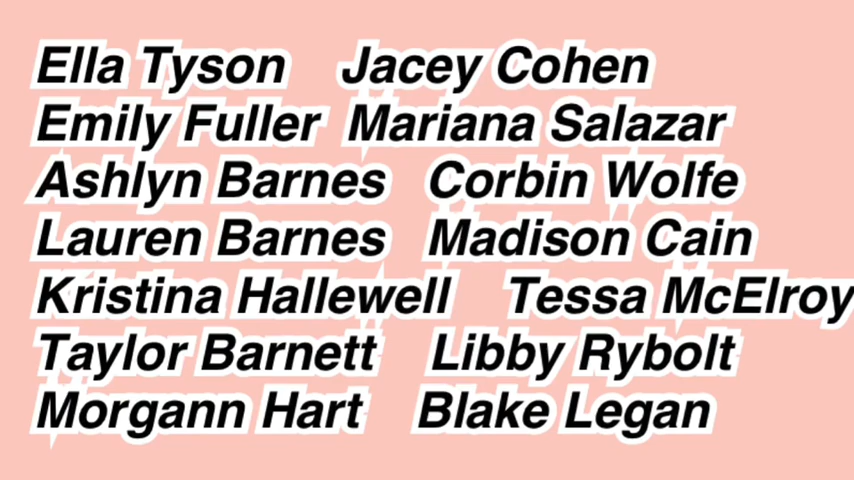 Ella Tyson Jacey Cohen
Emily Fuller Mariana Salazar
Ashlyn Barnes Corbin Wolfe
Lauren Barnes Madison Cain
Kristina Hallewell Tessa McElroy
Taylor Barnett Libby Rybolt
Morgann Hart Blake Legan